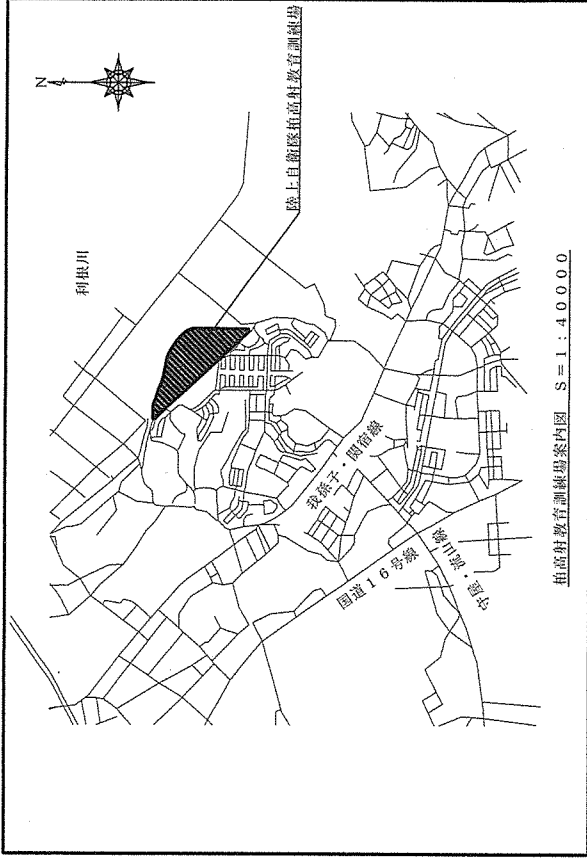 N
利根川
陸上自衛隊柏高射教育訓練場
我孫子・関宿線
国道16号線
守屋・流山線
柏高射教育訓練場案内図 S=1:40000